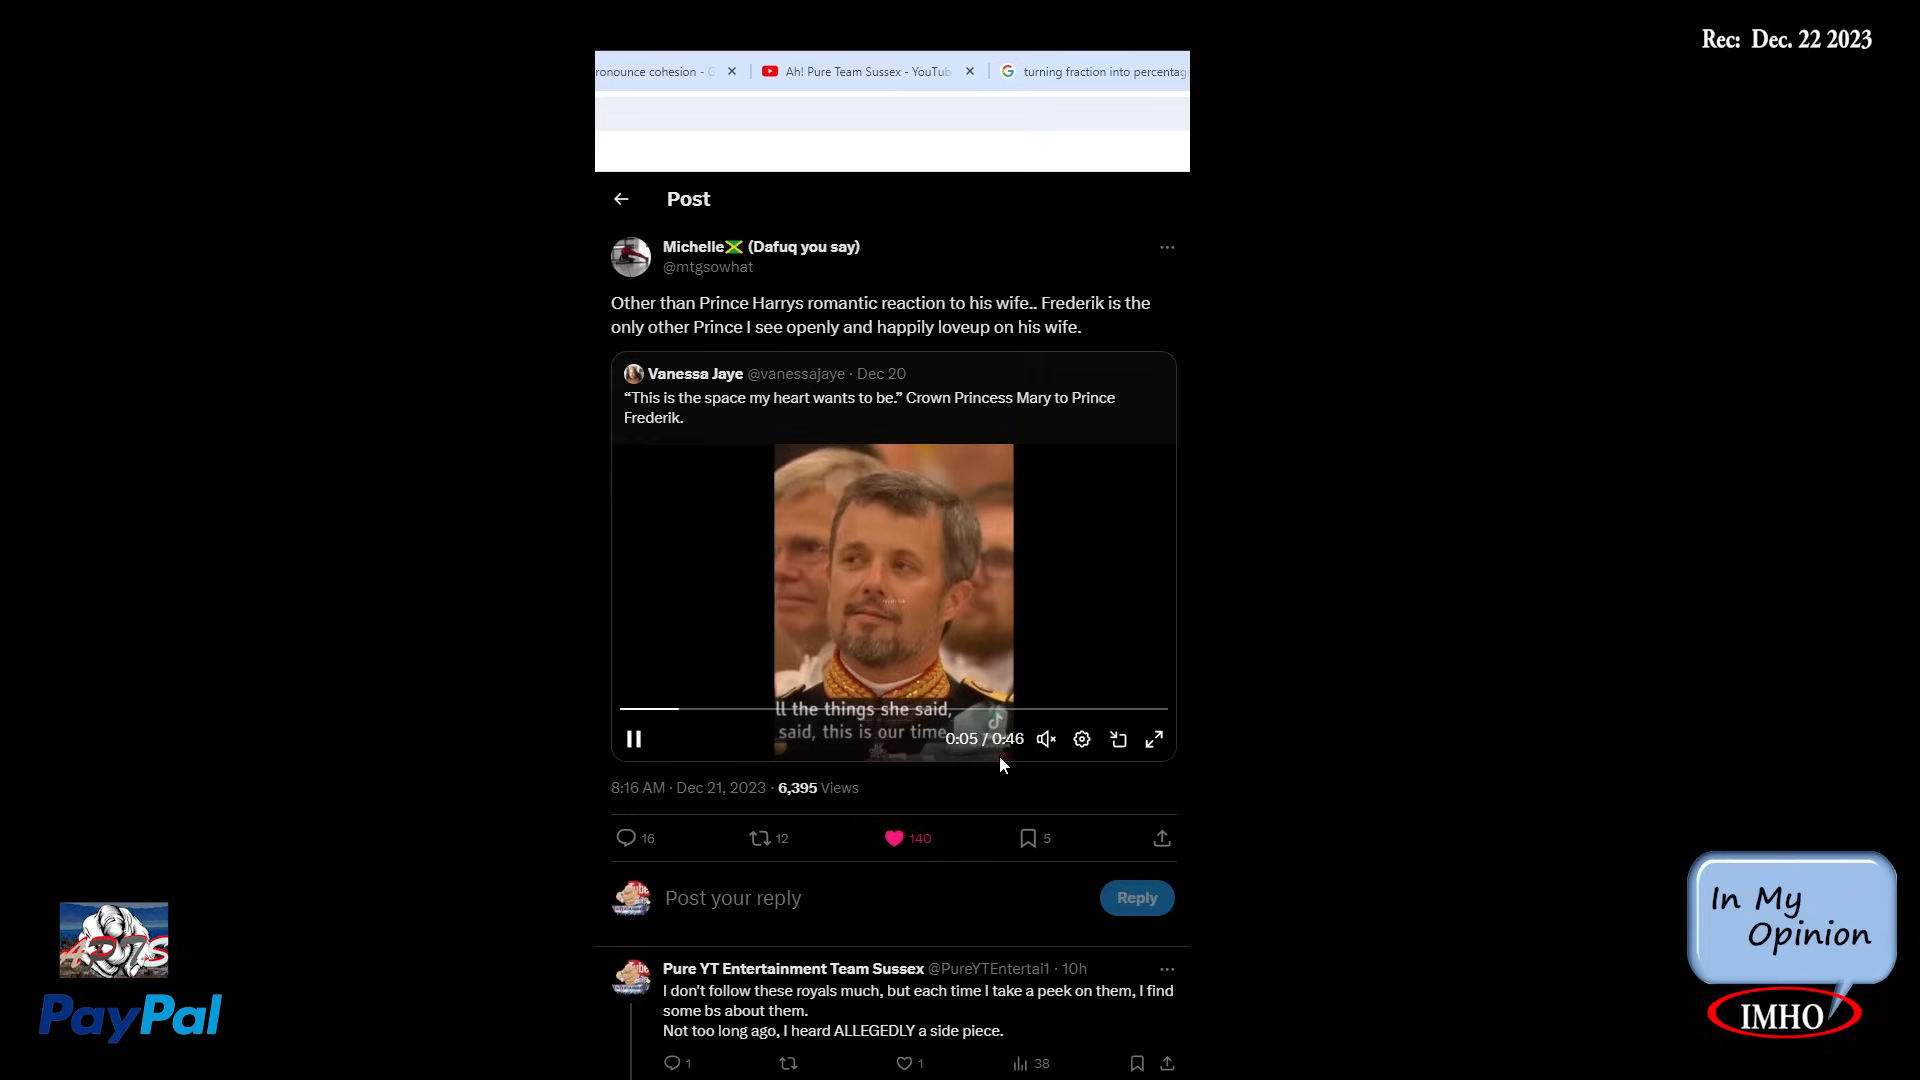 Rec: Dec. 22 2023
ronounce cohesion - G
Ah! Pure Team Sussex - YouTub
turning fraction into percentag
Post
Michelle (Dafuq you say)
@mtgsowhat
Other than Prince Harrys romantic reaction to his wife.. Frederik is the
only other Prince I see openly and happily loveup on his wife.
Vanessa Jaye @vanessajaye · Dec 20
“This is the space my heart wants to be.” Crown Princess Mary to Prince
Frederik.
ll the things she said,
said, this is our time
0:05 / 0:46
8:16 AM · Dec 21, 2023 · 6,395 Views
16 12 140 5
Post your reply
Reply
Pure YT Entertainment Team Sussex @PureYTEntertai1 · 10h
I don't follow these royals much, but each time I take a peek on them, I find
some bs about them.
Not too long ago, I heard ALLEGEDLY a side piece.
1 1 38
PayPal
In My
Opinion
IMHO